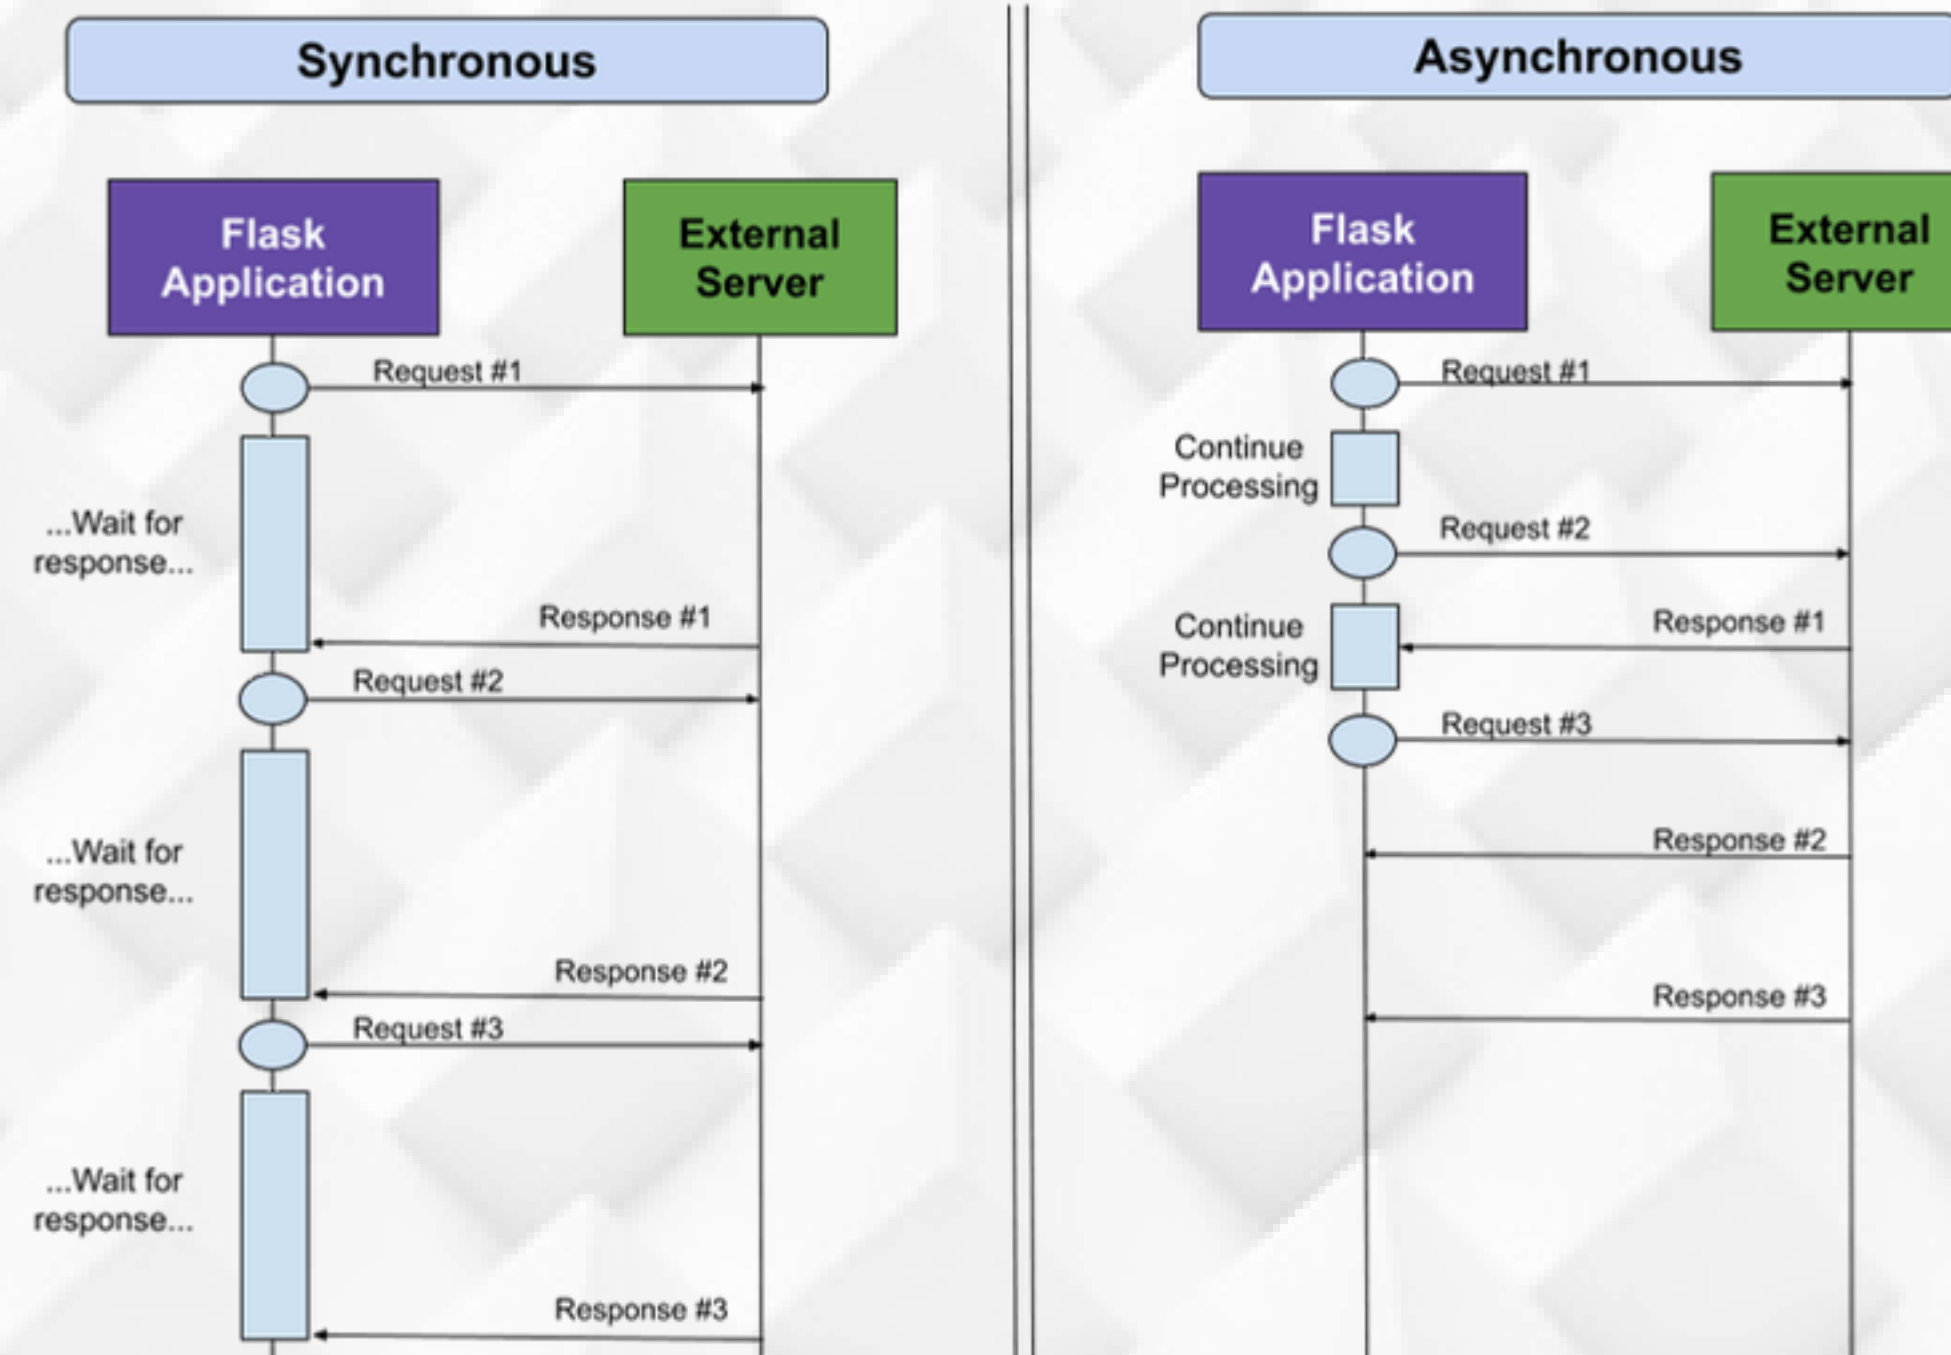 Synchronous
Flask
Application
External
Server
Request #1
...Wait for
response...
Response #1
Request #2
...Wait for
response...
Response #2
Request #3
...Wait for
response...
Response #3
Asynchronous
Flask
Application
External
Server
Request #1
Continue
Processing
Request #2
Continue
Processing
Response #1
Request #3
Response #2
Response #3